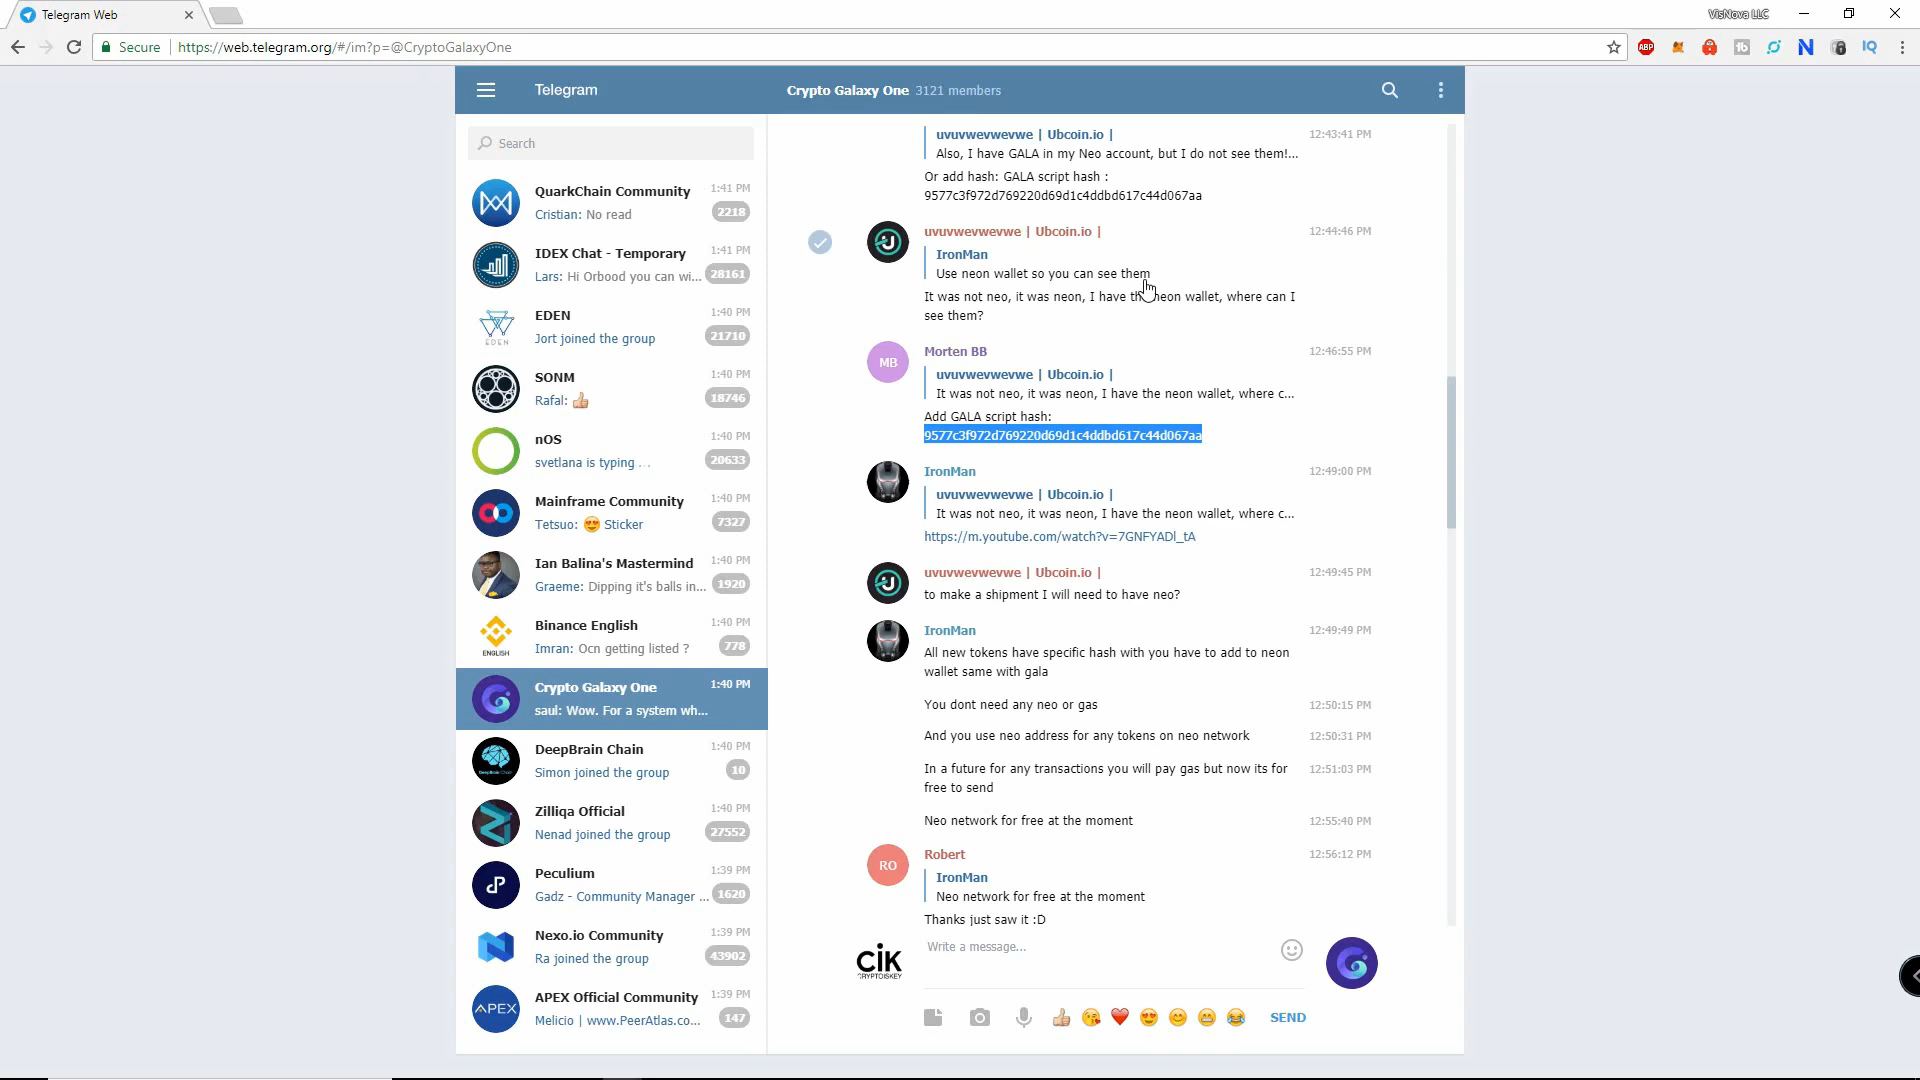 Telegram Web
VisNova LLC
Secure
https://web.telegram.org/#/im?p=@CryptoGalaxyOne
ABP
IQ
Telegram
Crypto Galaxy One 3121 members
Search
QuarkChain Community 1:41 PM
Cristian: No read 2218
IDEX Chat - Temporary 1:41 PM
Lars: Hi Orbood you can wi... 28161
EDEN 1:40 PM
Jort joined the group 21710
EDEN
SONM 1:40 PM
Rafal: 👍 18746
nOS 1:40 PM
svetlana is typing ... 20633
Mainframe Community 1:40 PM
Tetsuo: 😍 Sticker 7327
Ian Balina's Mastermind 1:40 PM
Graeme: Dipping it's balls in... 1920
Binance English 1:40 PM
Imran: Ocn getting listed ? 778
ENGLISH
Crypto Galaxy One 1:40 PM
saul: Wow. For a system wh...
DeepBrain Chain 1:40 PM
Simon joined the group 10
Zilliqa Official 1:40 PM
Nenad joined the group 27552
Peculium 1:39 PM
Gadz - Community Manager ... 1620
Nexo.io Community 1:39 PM
Ra joined the group 43902
APEX
APEX Official Community 1:39 PM
Melicio | www.PeerAtlas.co... 147
uvuvwevwevwe | Ubcoin.io | 12:43:41 PM
Also, I have GALA in my Neo account, but I do not see them!...
Or add hash: GALA script hash :
9577c3f972d769220d69d1c4ddbd617c44d067aa
uvuvwevwevwe | Ubcoin.io | 12:44:46 PM
IronMan
Use neon wallet so you can see them
It was not neo, it was neon, I have the neon wallet, where can I
see them?
MB
Morten BB 12:46:55 PM
uvuvwevwevwe | Ubcoin.io |
It was not neo, it was neon, I have the neon wallet, where c...
Add GALA script hash:
9577c3f972d769220d69d1c4ddbd617c44d067aa
IronMan 12:49:00 PM
uvuvwevwevwe | Ubcoin.io |
It was not neo, it was neon, I have the neon wallet, where c...
https://m.youtube.com/watch?v=7GNFYADl_tA
uvuvwevwevwe | Ubcoin.io | 12:49:45 PM
to make a shipment I will need to have neo?
IronMan 12:49:49 PM
All new tokens have specific hash with you have to add to neon
wallet same with gala
You dont need any neo or gas 12:50:15 PM
And you use neo address for any tokens on neo network 12:50:31 PM
In a future for any transactions you will pay gas but now its for 12:51:03 PM
free to send
Neo network for free at the moment 12:55:40 PM
RO
Robert 12:56:12 PM
IronMan
Neo network for free at the moment
Thanks just saw it :D
CiK
CRYPTOISKEY
Write a message...
SEND